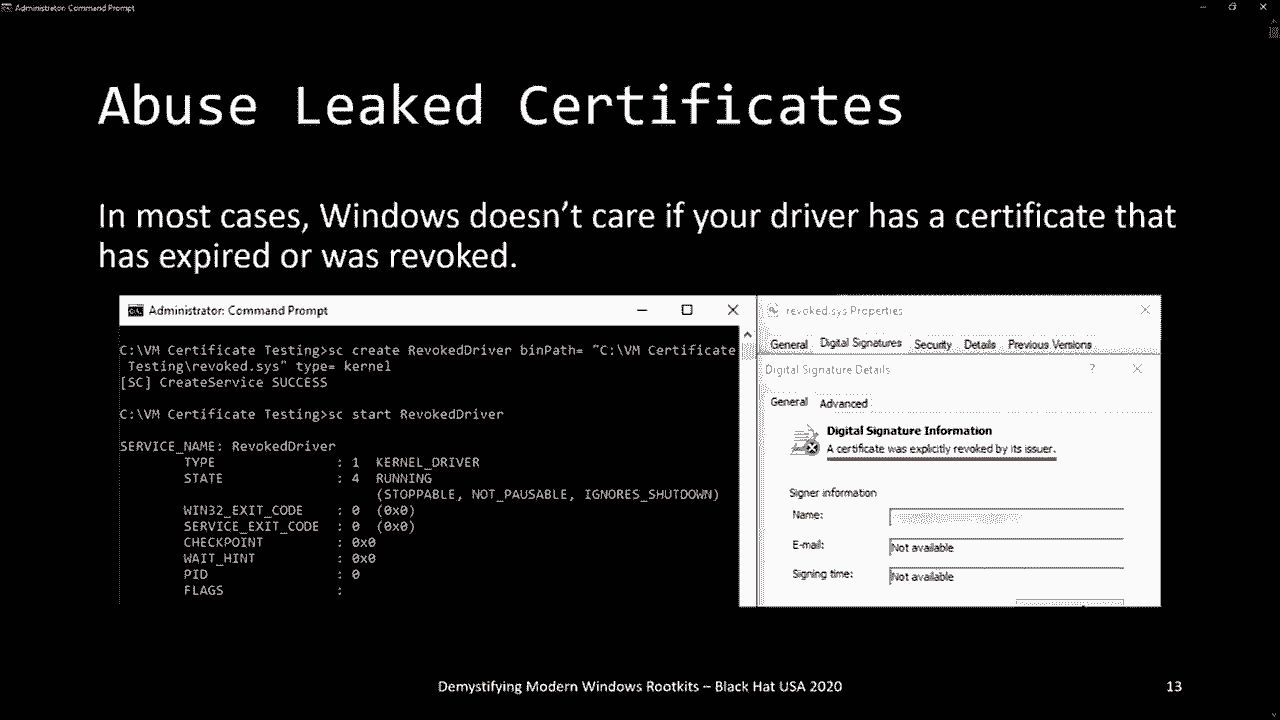 Administrator: Command Prompt
Abuse Leaked Certificates
In most cases, Windows doesn’t care if your driver has a certificate that
has expired or was revoked.
Administrator: Command Prompt
C:\VM Certificate Testing>sc create RevokedDriver binPath= "C:\VM Certificate
Testing\revoked.sys" type= kernel
[SC] CreateService SUCCESS
C:\VM Certificate Testing>sc start RevokedDriver
SERVICE_NAME: RevokedDriver
TYPE : 1 KERNEL_DRIVER
STATE : 4 RUNNING
(STOPPABLE, NOT_PAUSABLE, IGNORES_SHUTDOWN)
WIN32_EXIT_CODE : 0 (0x0)
SERVICE_EXIT_CODE : 0 (0x0)
CHECKPOINT : 0x0
WAIT_HINT : 0x0
PID : 0
FLAGS :
revoked.sys Properties
General Digital Signatures Security Details Previous Versions
Digital Signature Details
General Advanced
Digital Signature Information
A certificate was explicitly revoked by its issuer.
Signer information
Name:
E-mail: Not available
Signing time: Not available
Demystifying Modern Windows Rootkits – Black Hat USA 2020
13